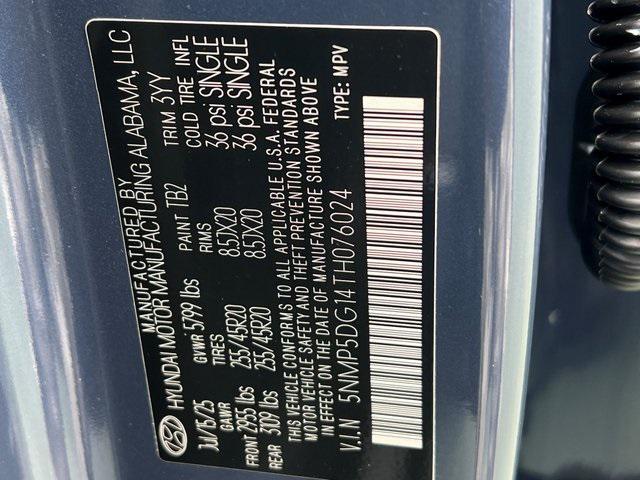 MANUFACTURED BY
HYUNDAI MOTOR MANUFACTURING ALABAMA, LLC
JUL/15/25 GVWR 5799 lbs PAINT TB2 TRIM 3YY
GAWR TIRES RIMS COLD TIRE INFL
FRONT 2955 lbs 255/45R20 8.5JX20 36 psi SINGLE
REAR 3109 lbs 255/45R20 8.5JX20 36 psi SINGLE
THIS VEHICLE CONFORMS TO ALL APPLICABLE U.S.A. FEDERAL
MOTOR VEHICLE SAFETY AND THEFT PREVENTION STANDARDS
IN EFFECT ON THE DATE OF MANUFACTURE SHOWN ABOVE
V.I.N 5NMP5DG14TH076024 TYPE: MPV